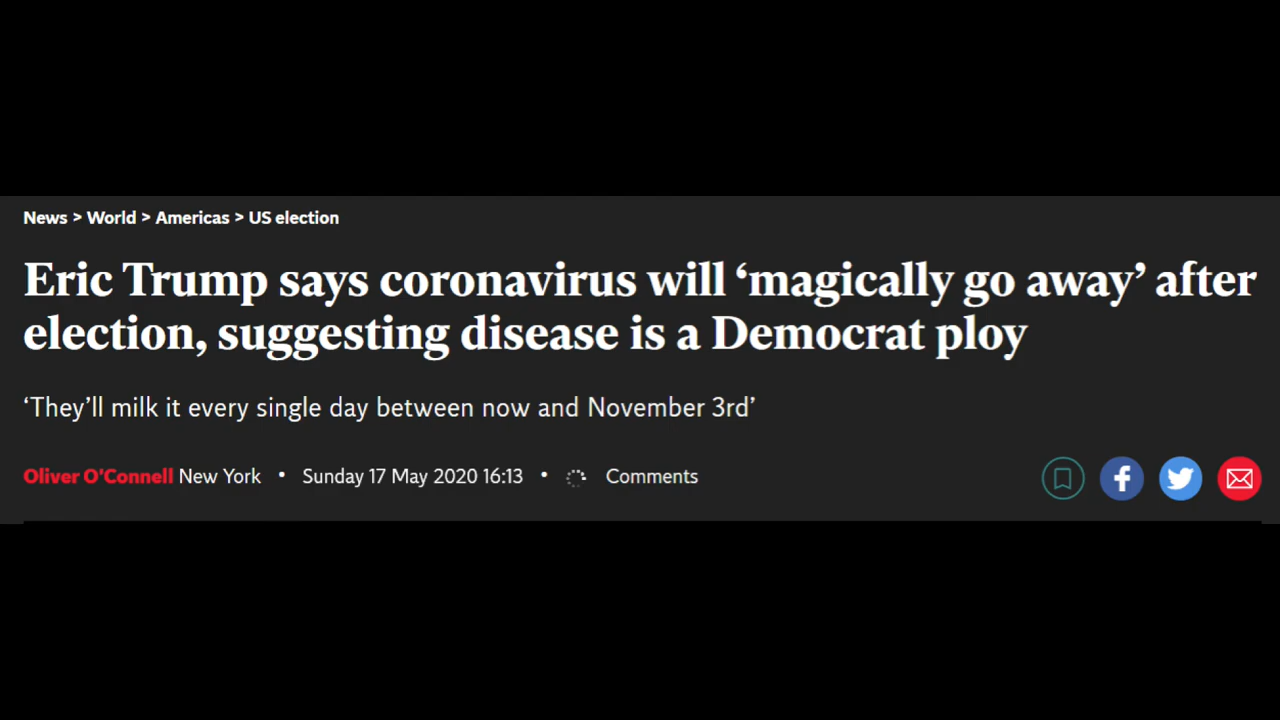 News > World > Americas > US election
Eric Trump says coronavirus will ‘magically go away’ after
election, suggesting disease is a Democrat ploy
‘They’ll milk it every single day between now and November 3rd’
Oliver O'Connell New York • Sunday 17 May 2020 16:13 • Comments